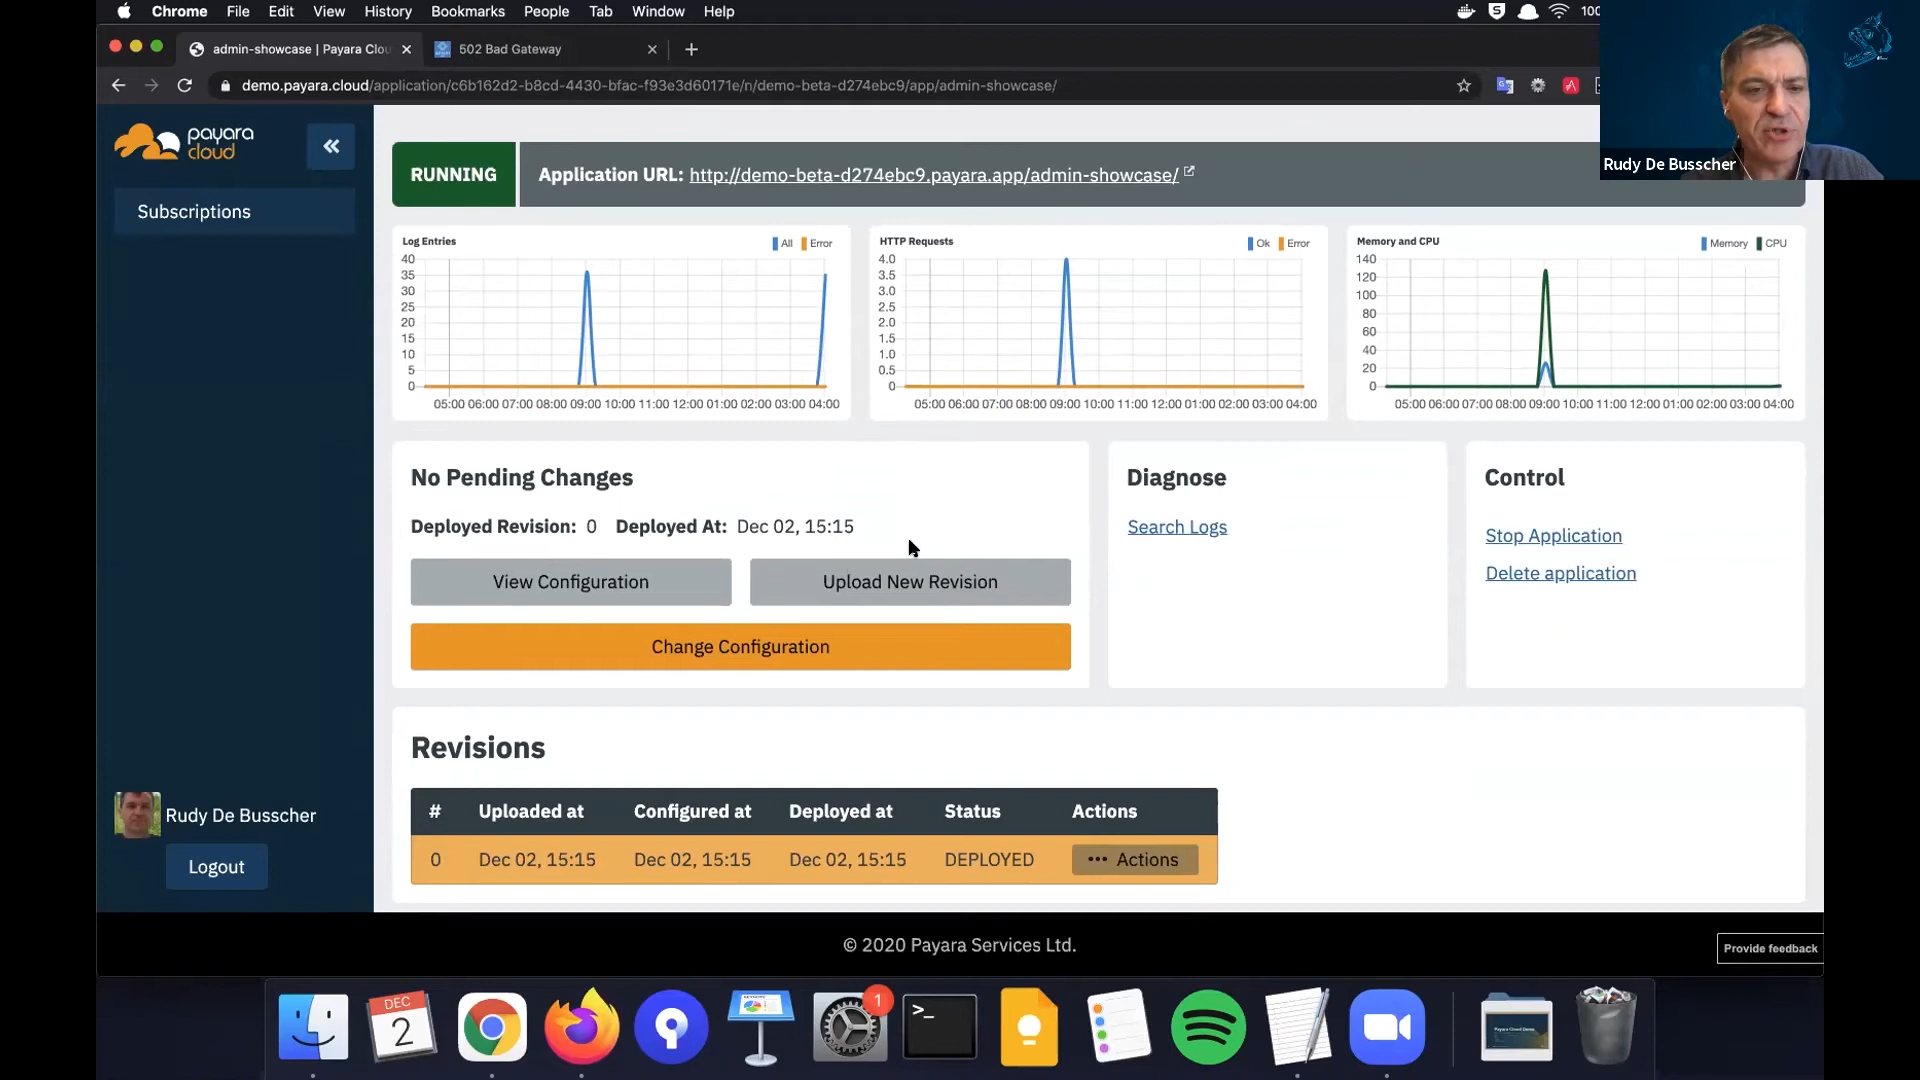 Chrome File Edit View History Bookmarks People Tab Window Help
S
100
admin-showcase | Payara Clou
502 Bad Gateway
demo.payara.cloud/application/c6b162d2-b8cd-4430-bfac-f93e3d60171e/n/demo-beta-d274ebc9/app/admin-showcase/
Rudy De Busscher
payara cloud
Subscriptions
RUNNING
Application URL: http://demo-beta-d274ebc9.payara.app/admin-showcase/
Log Entries
All Error
40
35
30
25
20
15
10
5
0
05:00 06:00 07:00 08:00 09:00 10:00 11:00 12:00 01:00 02:00 03:00 04:00
HTTP Requests
Ok Error
4.0
3.5
3.0
2.5
2.0
1.5
1.0
0.5
0
05:00 06:00 07:00 08:00 09:00 10:00 11:00 12:00 01:00 02:00 03:00 04:00
Memory and CPU
Memory CPU
140
120
100
80
60
40
20
0
05:00 06:00 07:00 08:00 09:00 10:00 11:00 12:00 01:00 02:00 03:00 04:00
No Pending Changes
Deployed Revision: 0 Deployed At: Dec 02, 15:15
View Configuration
Upload New Revision
Change Configuration
Diagnose
Search Logs
Control
Stop Application
Delete application
Revisions
# Uploaded at Configured at Deployed at Status Actions
0 Dec 02, 15:15 Dec 02, 15:15 Dec 02, 15:15 DEPLOYED ••• Actions
Rudy De Busscher
Logout
© 2020 Payara Services Ltd.
Provide feedback
DEC
2
1
>_